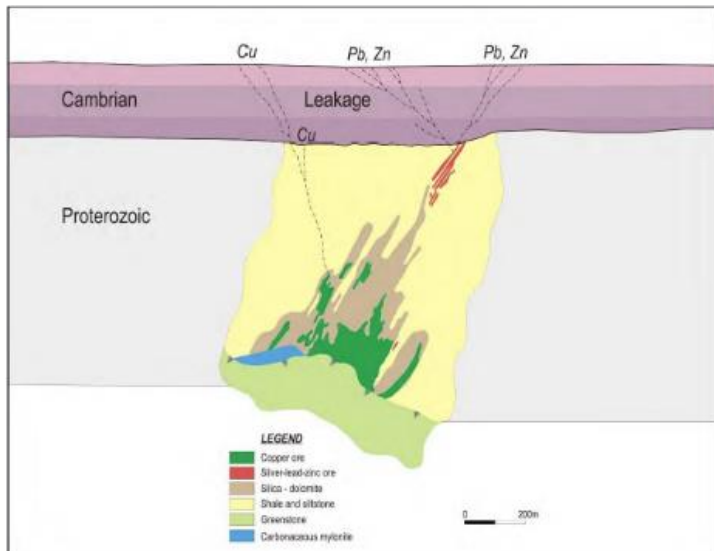 Cu
Pb, Zn
Pb, Zn
Cambrian
Leakage
Cu
Proterozoic
LEGEND
Copper ore
Silver-lead-zinc ore
Silica - dolomite
Shale and siltstone
Greenstone
Carbonaceous mylonite
0
200m